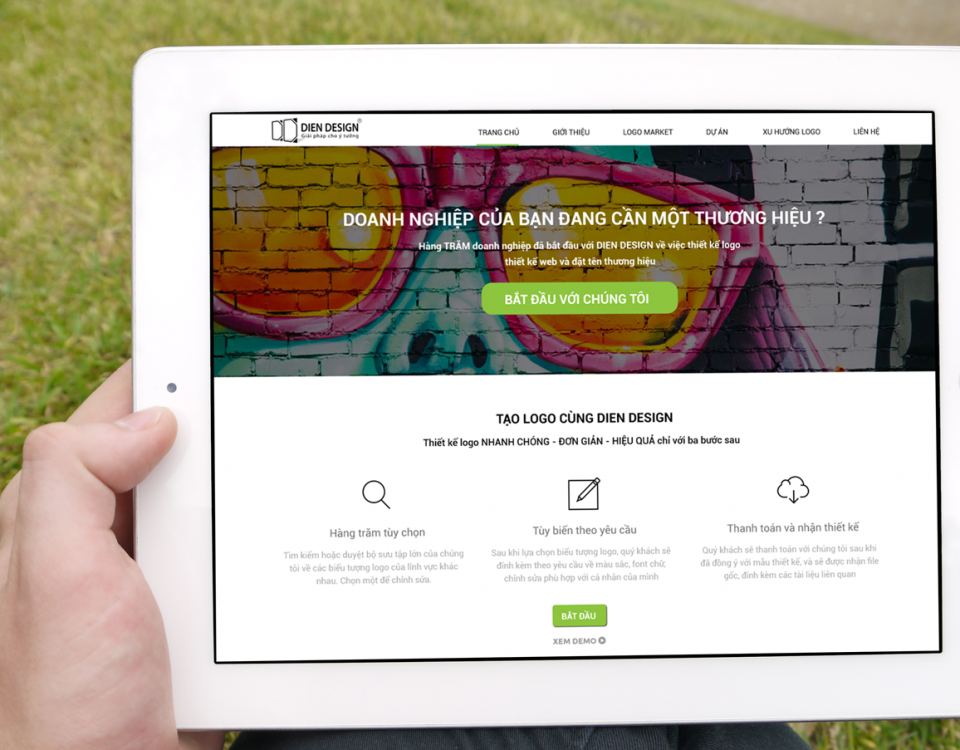 DIEN DESIGN®
Giải pháp cho ý tưởng
TRANG CHỦ GIỚI THIỆU LOGO MARKET DỰ ÁN XU HƯỚNG LOGO LIÊN HỆ
DOANH NGHIỆP CỦA BẠN ĐANG CẦN MỘT THƯƠNG HIỆU ?
Hàng TRĂM doanh nghiệp đã bắt đầu với DIEN DESIGN về việc thiết kế logo
thiết kế web và đặt tên thương hiệu
BẮT ĐẦU VỚI CHÚNG TÔI
TẠO LOGO CÙNG DIEN DESIGN
Thiết kế logo NHANH CHÓNG - ĐƠN GIẢN - HIỆU QUẢ chỉ với ba bước sau
Hàng trăm tùy chọn
Tìm kiếm hoặc duyệt bộ sưu tập lớn của chúng
tôi về các biểu tượng logo của lĩnh vực khác
nhau. Chọn một để chỉnh sửa.
Tùy biến theo yêu cầu
Sau khi lựa chọn biểu tượng logo, quý khách sẽ
đính kèm theo yêu cầu về màu sắc, font chữ,
chỉnh sửa phù hợp với cá nhân của mình
Thanh toán và nhận thiết kế
Quý khách sẽ thanh toán với chúng tôi sau khi
đã đồng ý với mẫu thiết kế, và sẽ được nhận file
gốc, đính kèm các tài liệu liên quan
BẮT ĐẦU
XEM DEMO